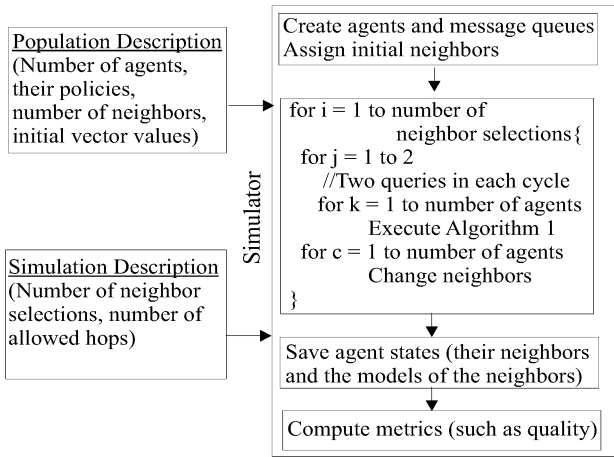 Population Description
(Number of agents,
their policies,
number of neighbors,
initial vector values)
Simulation Description
(Number of neighbor
selections, number of
allowed hops)
Simulator
Create agents and message queues
Assign initial neighbors
for i = 1 to number of
neighbor selections{
for j = 1 to 2
//Two queries in each cycle
for k = 1 to number of agents
Execute Algorithm 1
for c = 1 to number of agents
Change neighbors
}
Save agent states (their neighbors
and the models of the neighbors)
Compute metrics (such as quality)